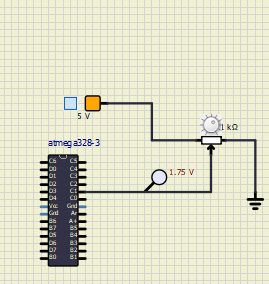 5 V
1 kΩ
atmega328-3
1.75 V
C6 C5
D0 C4
D1 C3
D2 C2
D3 C1
D4 C0
Vcc Gnd
Gnd Ar
B6 A+
B7 B5
D5 B4
D6 B3
D7 B2
B0 B1